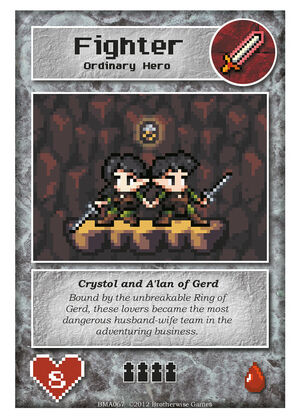 Fighter
Ordinary Hero
Crystol and A'lan of Gerd
Bound by the unbreakable Ring of
Gerd, these lovers became the most
dangerous husband-wife team in the
adventuring business.
8
BMA067 ©2012 Brotherwise Games